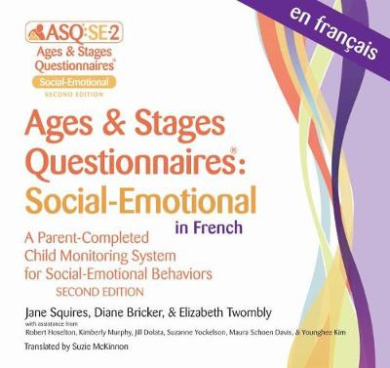 en français
ASQ:SE-2
Ages & Stages
Questionnaires®
Social-Emotional
SECOND EDITION
Ages & Stages
Questionnaires®:
Social-Emotional
in French
A Parent-Completed
Child Monitoring System
for Social-Emotional Behaviors
SECOND EDITION
Jane Squires, Diane Bricker, & Elizabeth Twombly
with assistance from
Robert Hoselton, Kimberly Murphy, Jill Dolata, Suzanne Yockelson, Maura Schoen Davis, & Younghee Kim
Translated by Suzie McKinnon